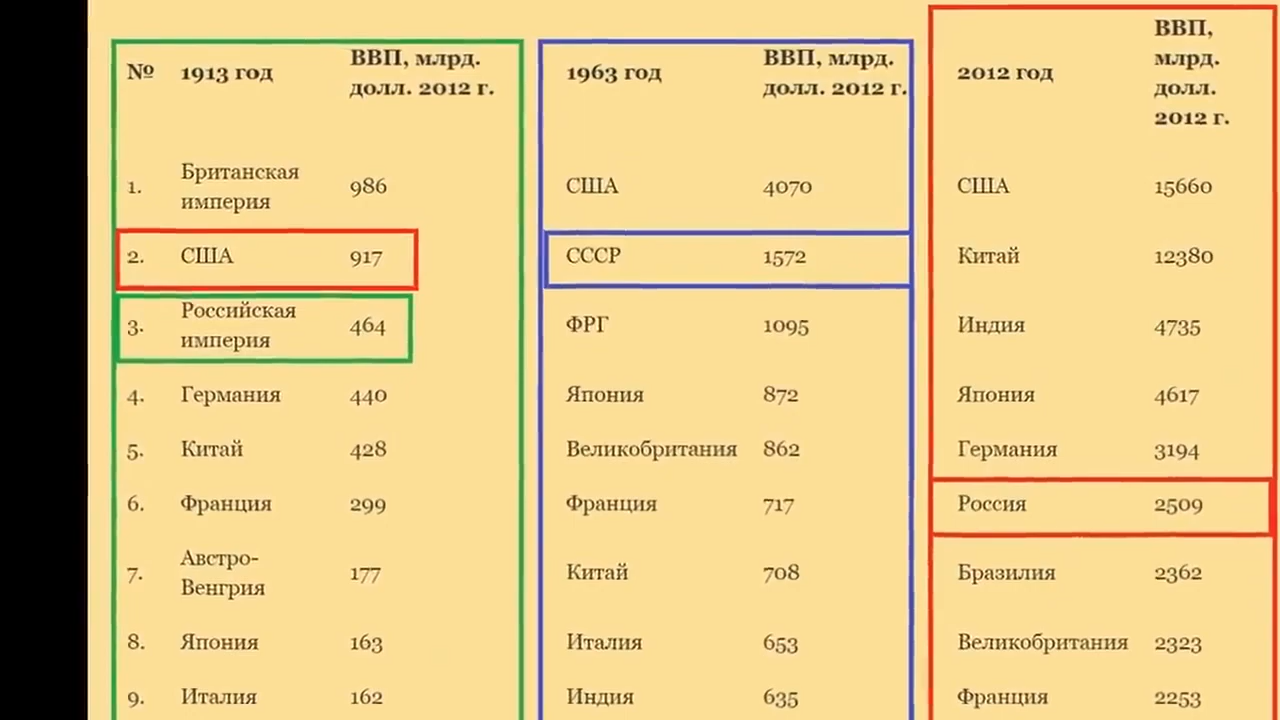 № 1913 год ВВП, млрд. долл. 2012 г. 1963 год ВВП, млрд. долл. 2012 г. 2012 год ВВП, млрд. долл. 2012 г.
1. Британская империя 986 США 4070 США 15660
2. США 917 СССР 1572 Китай 12380
3. Российская империя 464 ФРГ 1095 Индия 4735
4. Германия 440 Япония 872 Япония 4617
5. Китай 428 Великобритания 862 Германия 3194
6. Франция 299 Франция 717 Россия 2509
7. Австро-Венгрия 177 Китай 708 Бразилия 2362
8. Япония 163 Италия 653 Великобритания 2323
9. Италия 162 Индия 635 Франция 2253